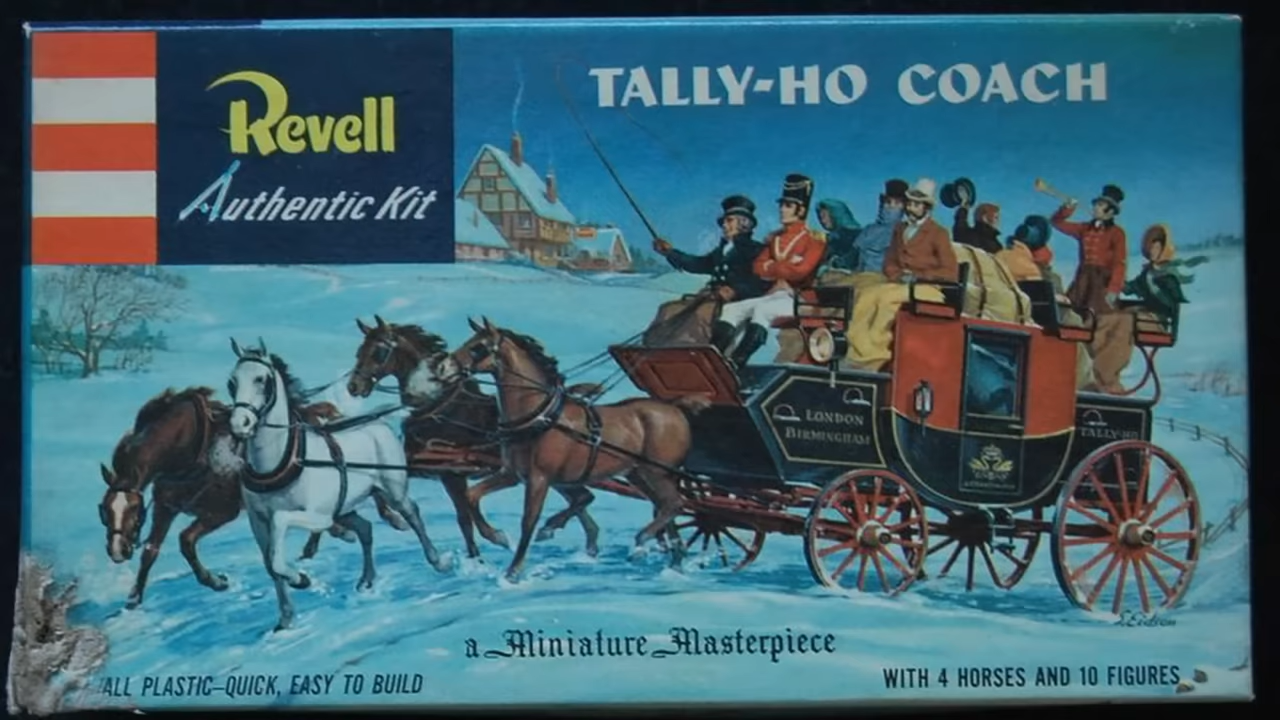 Revell
Authentic Kit
TALLY-HO COACH
LONDON
BIRMINGHAM
TALLY-HO
a Miniature Masterpiece
ALL PLASTIC–QUICK, EASY TO BUILD
WITH 4 HORSES AND 10 FIGURES